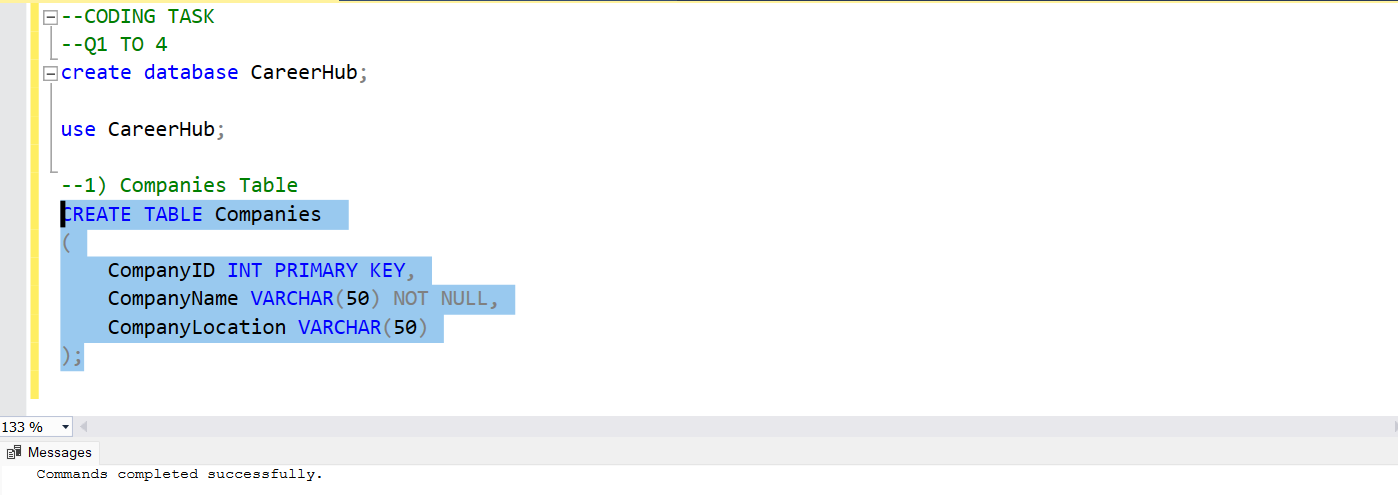 --CODING TASK
--Q1 TO 4
create database CareerHub;
use CareerHub;
--1) Companies Table
CREATE TABLE Companies
(
CompanyID INT PRIMARY KEY,
CompanyName VARCHAR(50) NOT NULL,
CompanyLocation VARCHAR(50)
);
133 %
Messages
Commands completed successfully.